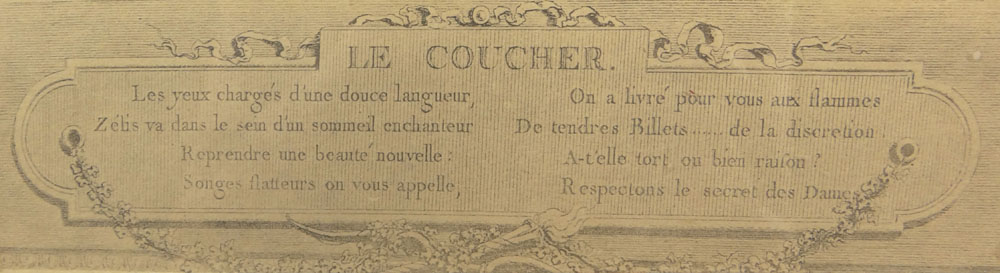 LE COUCHER.
Les yeux chargés d'une douce langueur,
Zélis va dans le sein d'un sommeil enchanteur
Reprendre une beauté nouvelle :
Songes flatteurs on vous appelle,
On a livré pour vous aux flammes
De tendres Billets ..... de la discretion !
A-t'elle tort ou bien raison ?
Respectons le secret des Dames